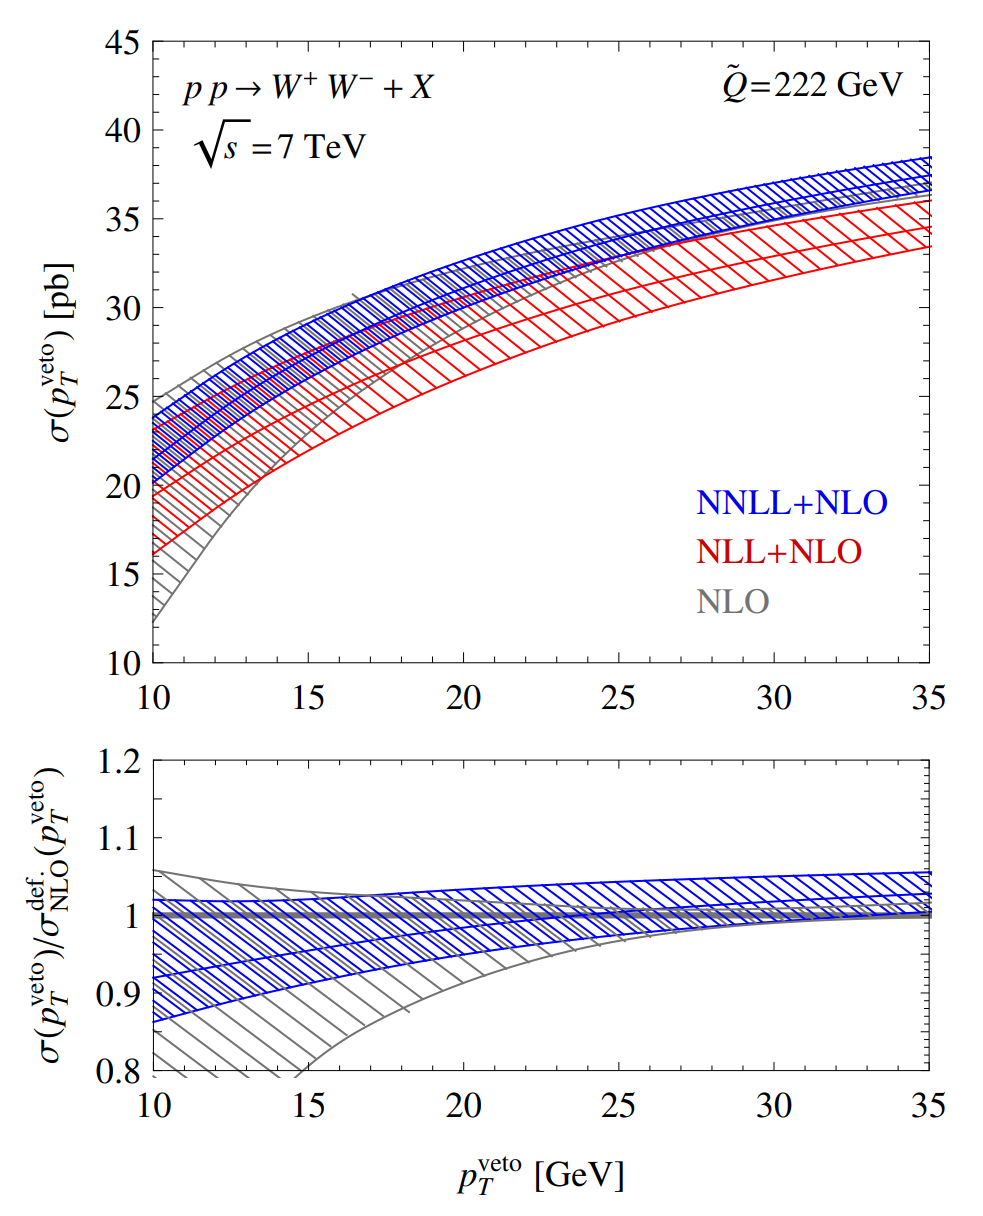 45
p p → W⁺ W⁻ + X
Q̃ = 222 GeV
√s = 7 TeV
40
35
30
25
20
15
10
σ(p_T^veto) [pb]
NNLL+NLO
NLL+NLO
NLO
10 15 20 25 30 35
1.2
1.1
1
0.9
0.8
σ(p_T^veto)/σ_NLO^def.(p_T^veto)
10 15 20 25 30 35
p_T^veto [GeV]